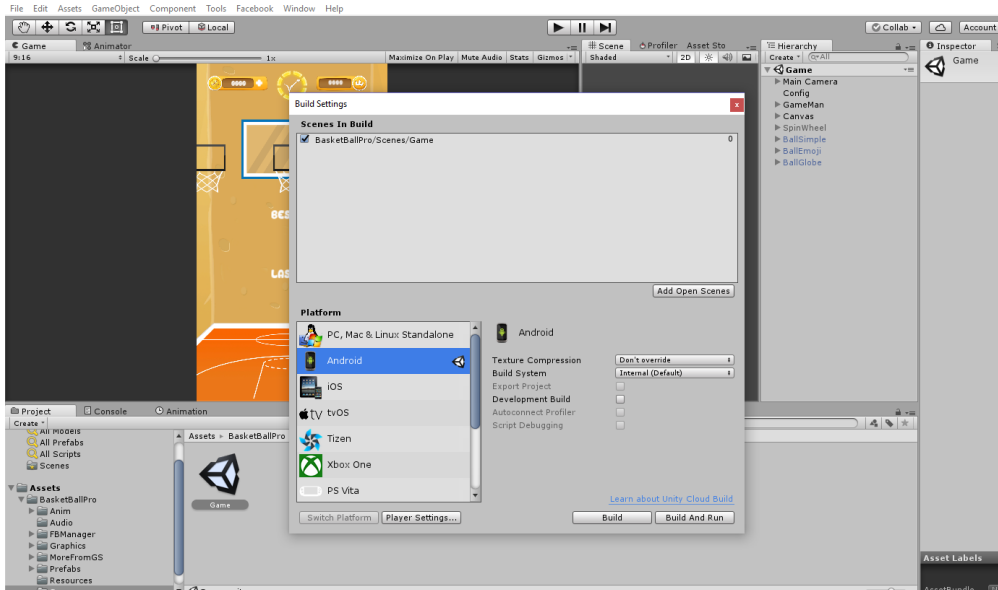 File Edit Assets GameObject Component Tools Facebook Window Help
Pivot Local Collab Account
Game Animator Scene Profiler Asset Sto Hierarchy Inspector
9:16 Scale 1x Maximize On Play Mute Audio Stats Gizmos Shaded 2D Create All
Game
Game
Main Camera
Config
GameMan
Canvas
SpinWheel
BallSimple
BallEmoji
BallGlobe
0000 0000
BES
LAS
Build Settings
x
Scenes In Build
BasketBallPro/Scenes/Game 0
Add Open Scenes
Platform
PC, Mac & Linux Standalone
Android
iOS
tv tvOS
Tizen
Xbox One
PS Vita
Android
Texture Compression Don't override
Build System Internal (Default)
Export Project
Development Build
Autoconnect Profiler
Script Debugging
Learn about Unity Cloud Build
Switch Platform Player Settings... Build Build And Run
Project Console Animation
Create
All Models
All Prefabs
All Scripts
Scenes
Assets
BasketBallPro
Anim
Audio
FBManager
Graphics
MoreFromGS
Prefabs
Resources
Assets BasketBallPro
Game
Asset Labels
AssetBundle